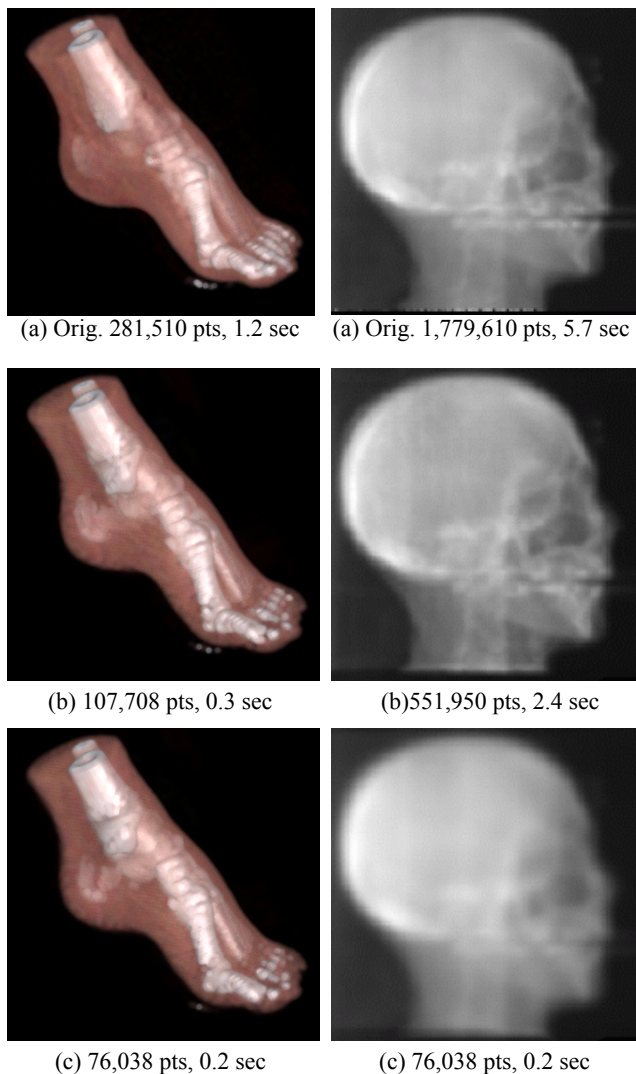 (a) Orig. 281,510 pts, 1.2 sec
(a) Orig. 1,779,610 pts, 5.7 sec
(b) 107,708 pts, 0.3 sec
(b)551,950 pts, 2.4 sec
(c) 76,038 pts, 0.2 sec
(c) 76,038 pts, 0.2 sec